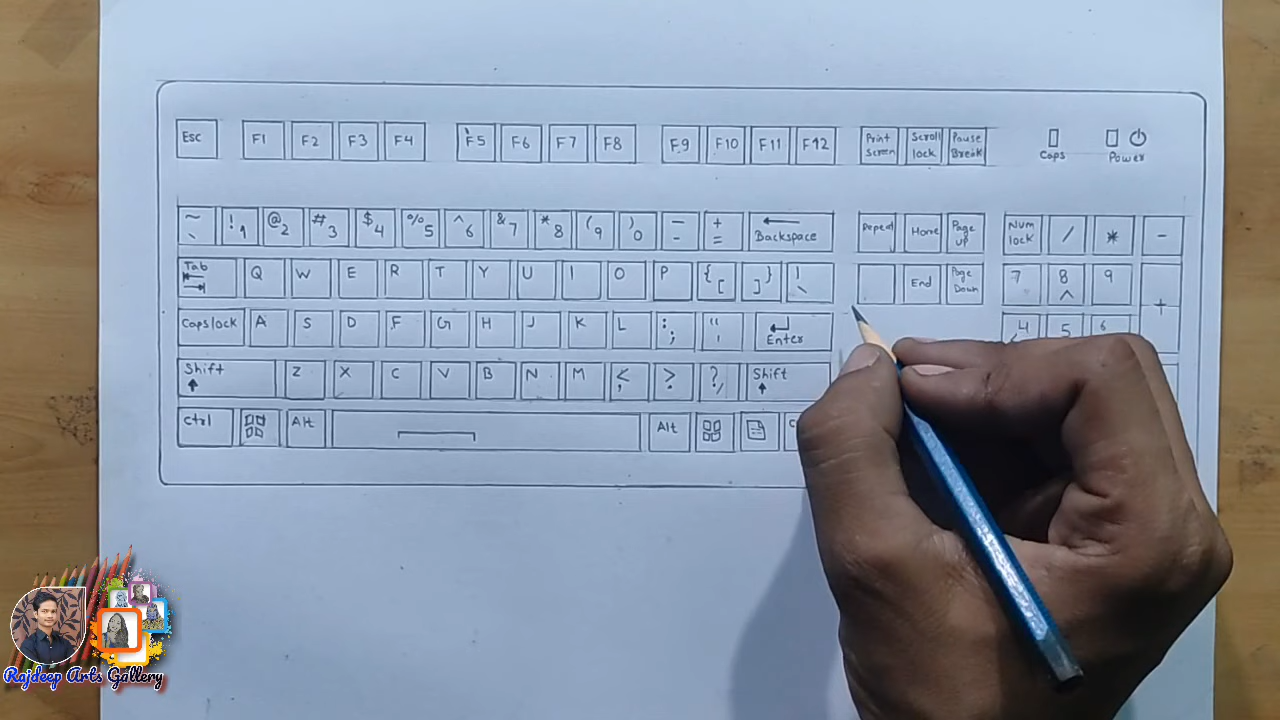 Esc F1 F2 F3 F4 F5 F6 F7 F8 F9 F10 F11 F12 Print Screen Scroll lock Pause Break
Caps Power
~ ` ! 1 @ 2 # 3 $ 4 % 5 ^ 6 & 7 * 8 ( 9 ) 0 — - + = Backspace Repeat Home Page up Num lock / * -
Tab Q W E R T Y U I O P { [ ] } ! \ End Page Down 7 8 ^ 9 +
Caps lock A S D F G H J K L : ; " ' Enter 4 5 6
Shift Z X C V B N M < , > . ? / Shift
Ctrl Alt Alt C
Rajdeep Arts Gallery